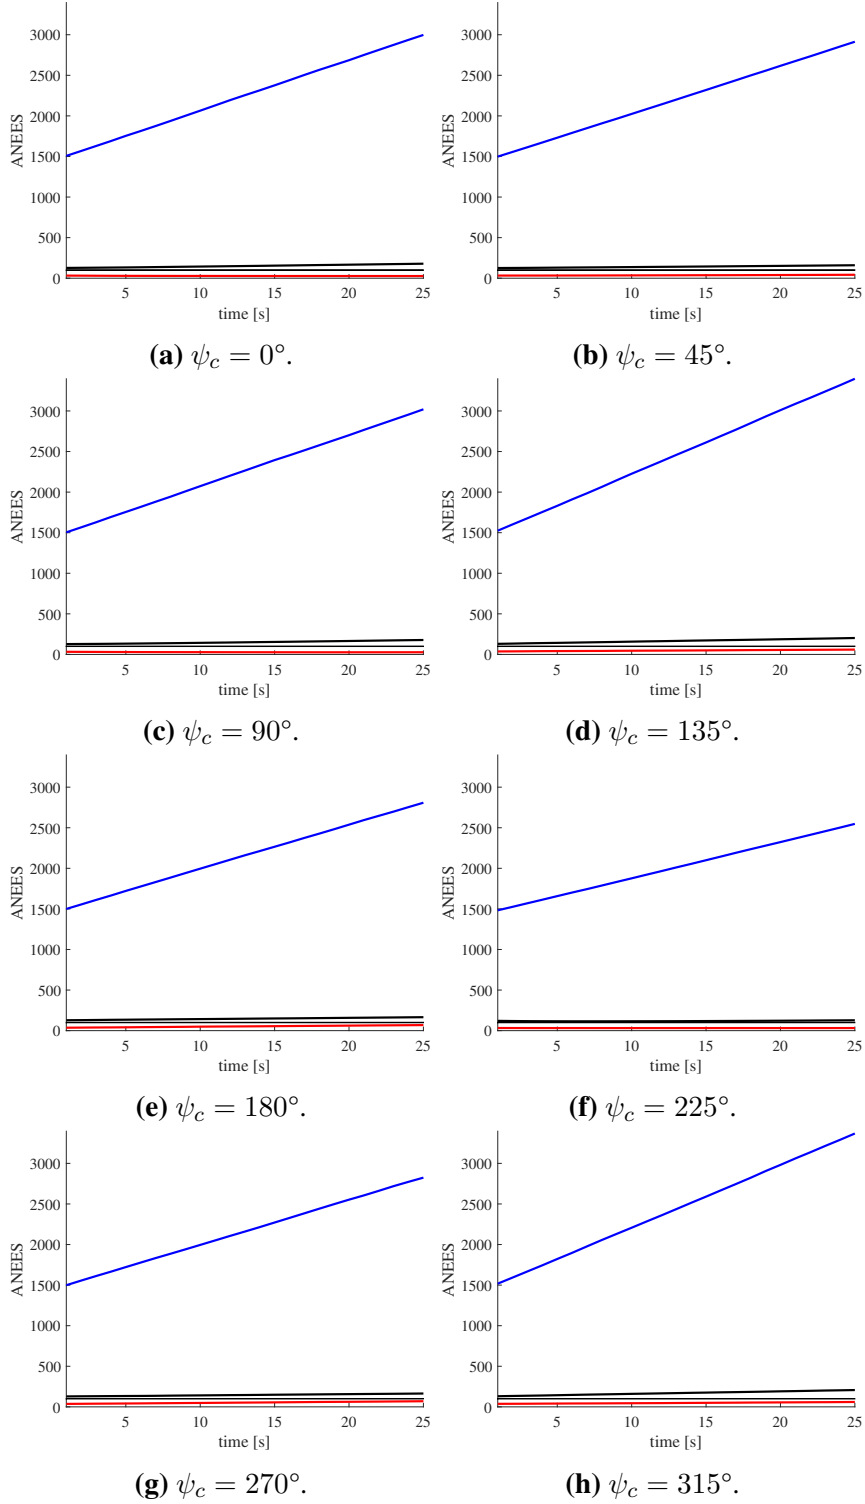 3000
2500
2000
1500
1000
500
0
ANEES
5 10 15 20 25
time [s]
(a) ψc = 0°.
3000
2500
2000
1500
1000
500
0
ANEES
5 10 15 20 25
time [s]
(b) ψc = 45°.
3000
2500
2000
1500
1000
500
0
ANEES
5 10 15 20 25
time [s]
(c) ψc = 90°.
3000
2500
2000
1500
1000
500
0
ANEES
5 10 15 20 25
time [s]
(d) ψc = 135°.
3000
2500
2000
1500
1000
500
0
ANEES
5 10 15 20 25
time [s]
(e) ψc = 180°.
3000
2500
2000
1500
1000
500
0
ANEES
5 10 15 20 25
time [s]
(f) ψc = 225°.
3000
2500
2000
1500
1000
500
0
ANEES
5 10 15 20 25
time [s]
(g) ψc = 270°.
3000
2500
2000
1500
1000
500
0
ANEES
5 10 15 20 25
time [s]
(h) ψc = 315°.